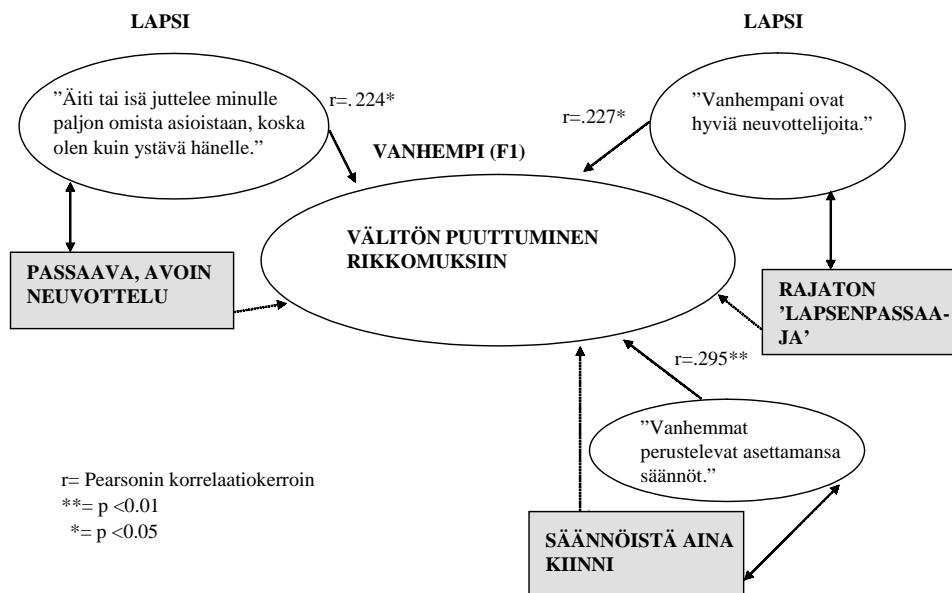 LAPSI
LAPSI
”Äiti tai isä juttelee minulle
paljon omista asioistaan, koska
olen kuin ystävä hänelle.”
r=. 224*
r=.227*
”Vanhempani ovat
hyviä neuvottelijoita.”
VANHEMPI (F1)
VÄLITÖN PUUTTUMINEN
RIKKOMUKSIIN
PASSAAVA, AVOIN
NEUVOTTELU
RAJATON
’LAPSENPASSAA-
JA’
r=.295**
”Vanhemmat
perustelevat asettamansa
säännöt.”
r= Pearsonin korrelaatiokerroin
**= p <0.01
*= p <0.05
SÄÄNNÖISTÄ AINA
KIINNI